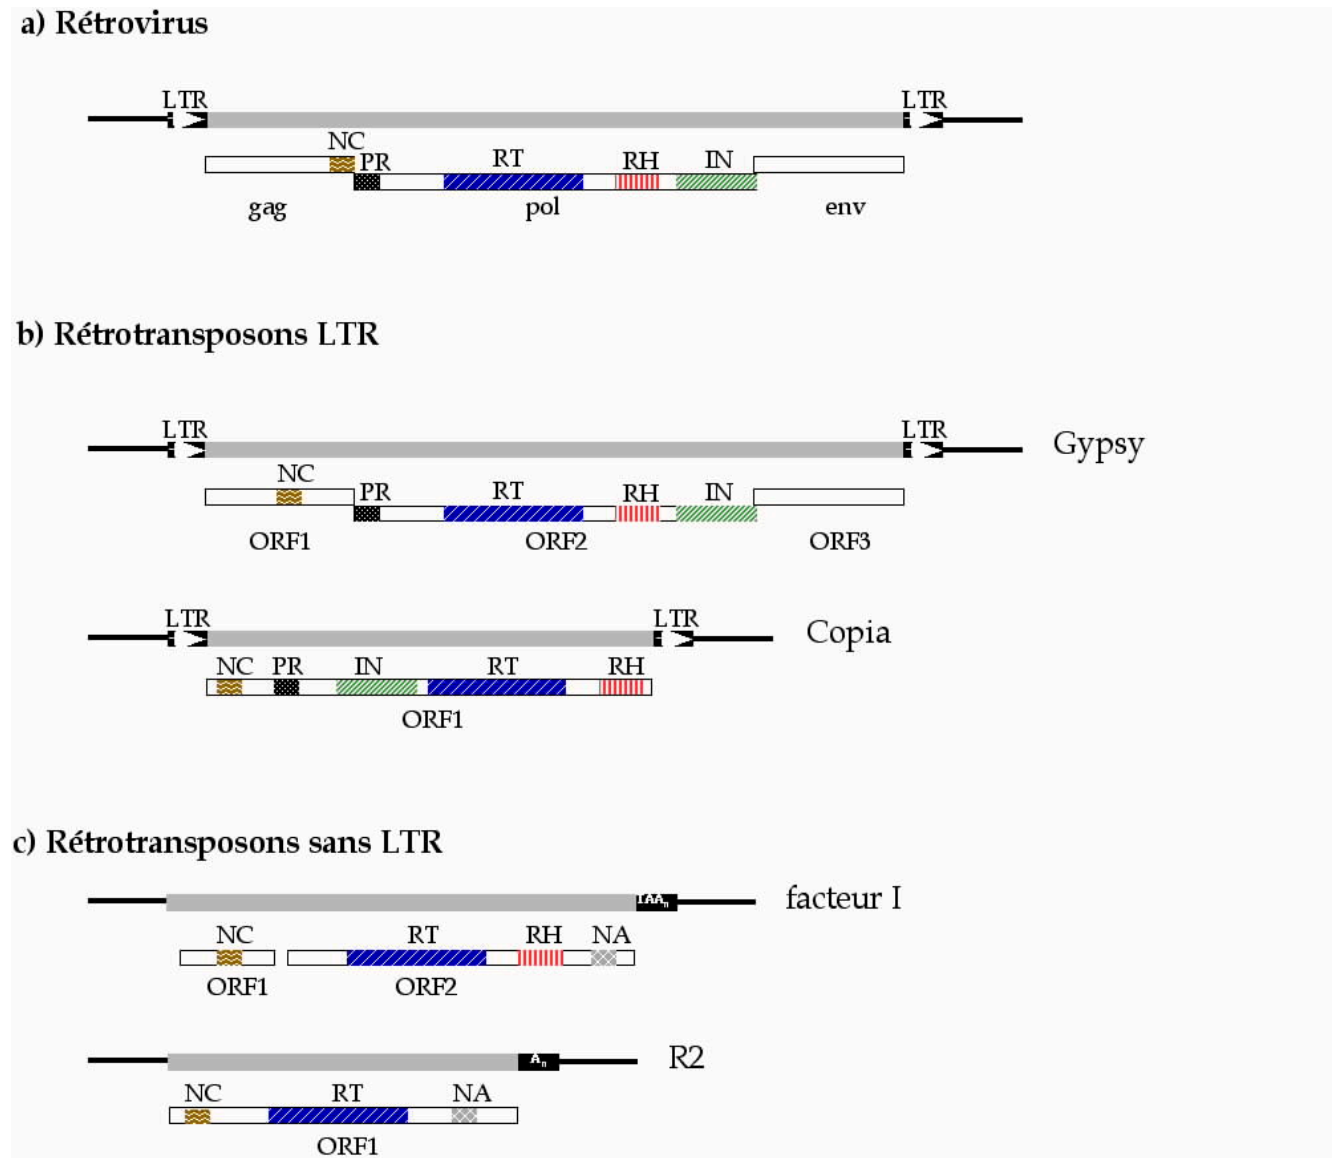 a) Rétrovirus
LTR LTR
NC PR RT RH IN
gag pol env
b) Rétrotransposons LTR
LTR LTR Gypsy
NC PR RT RH IN
ORF1 ORF2 ORF3
LTR LTR Copia
NC PR IN RT RH
ORF1
c) Rétrotransposons sans LTR
TAAn facteur I
NC RT RH NA
ORF1 ORF2
An R2
NC RT NA
ORF1